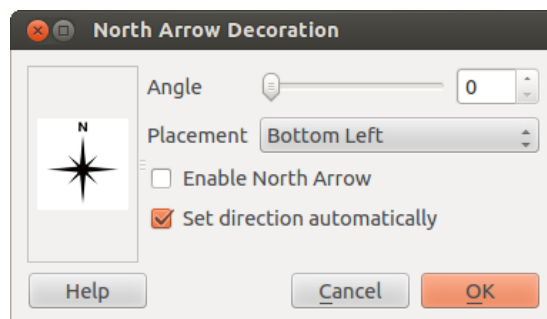 North Arrow Decoration
Angle 0
N
Placement Bottom Left
Enable North Arrow
Set direction automatically
Help Cancel OK